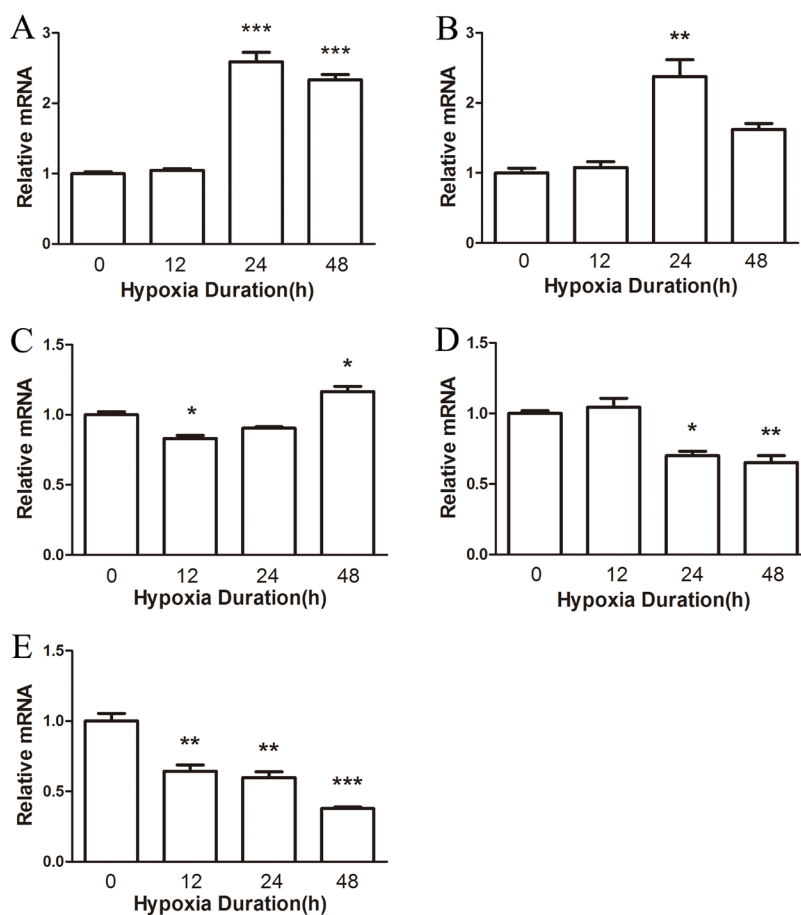 A
Relative mRNA
3
2
1
0
***
***
0 12 24 48
Hypoxia Duration(h)
B
Relative mRNA
3
2
1
0
**
0 12 24 48
Hypoxia Duration(h)
C
Relative mRNA
1.5
1.0
0.5
0.0
*
*
0 12 24 48
Hypoxia Duration(h)
D
Relative mRNA
1.5
1.0
0.5
0.0
*
**
0 12 24 48
Hypoxia Duration(h)
E
Relative mRNA
1.5
1.0
0.5
0.0
**
**
***
0 12 24 48
Hypoxia Duration(h)